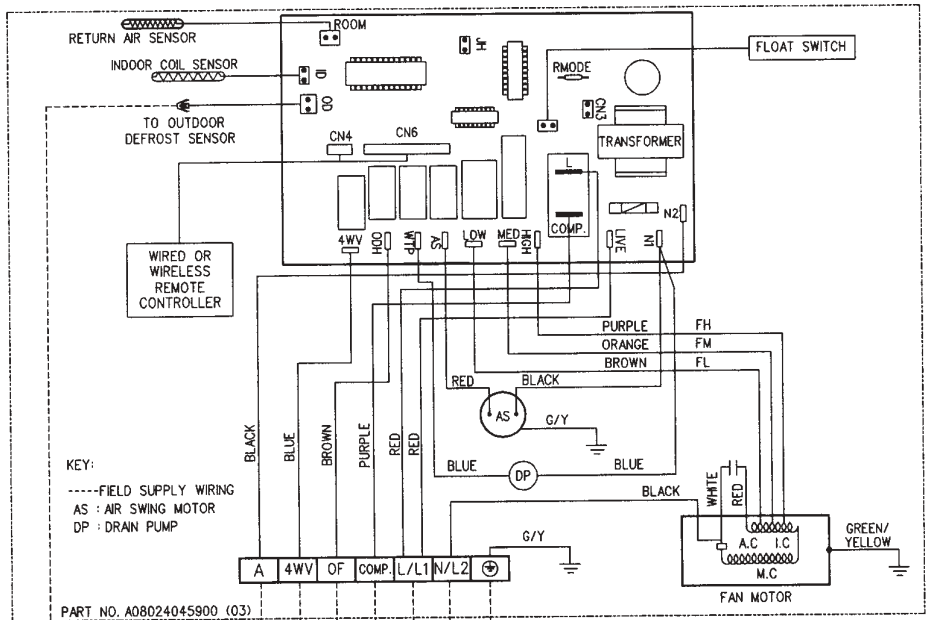 ROOM
RETURN AIR SENSOR
INDOOR COIL SENSOR
ID
OD
TO OUTDOOR
DEFROST SENSOR
JH
RMODE
CN3
FLOAT SWITCH
TRANSFORMER
CN4
CN6
L
COMP.
4WV
ODH
WTP
AS
LOW
MED
HIGH
LIVE
N1
N2
WIRED OR
WIRELESS
REMOTE
CONTROLLER
PURPLE FH
ORANGE FM
BROWN FL
RED
BLACK
AS
G/Y
BLACK
BLUE
BROWN
PURPLE
RED
RED
BLUE
DP
BLUE
BLACK
WHITE
RED
KEY:
-----FIELD SUPPLY WIRING
AS : AIR SWING MOTOR
DP : DRAIN PUMP
G/Y
A.C I.C
M.C
GREEN/
YELLOW
FAN MOTOR
A 4WV OF COMP. L/L1 N/L2
PART NO. A08024045900 (03)